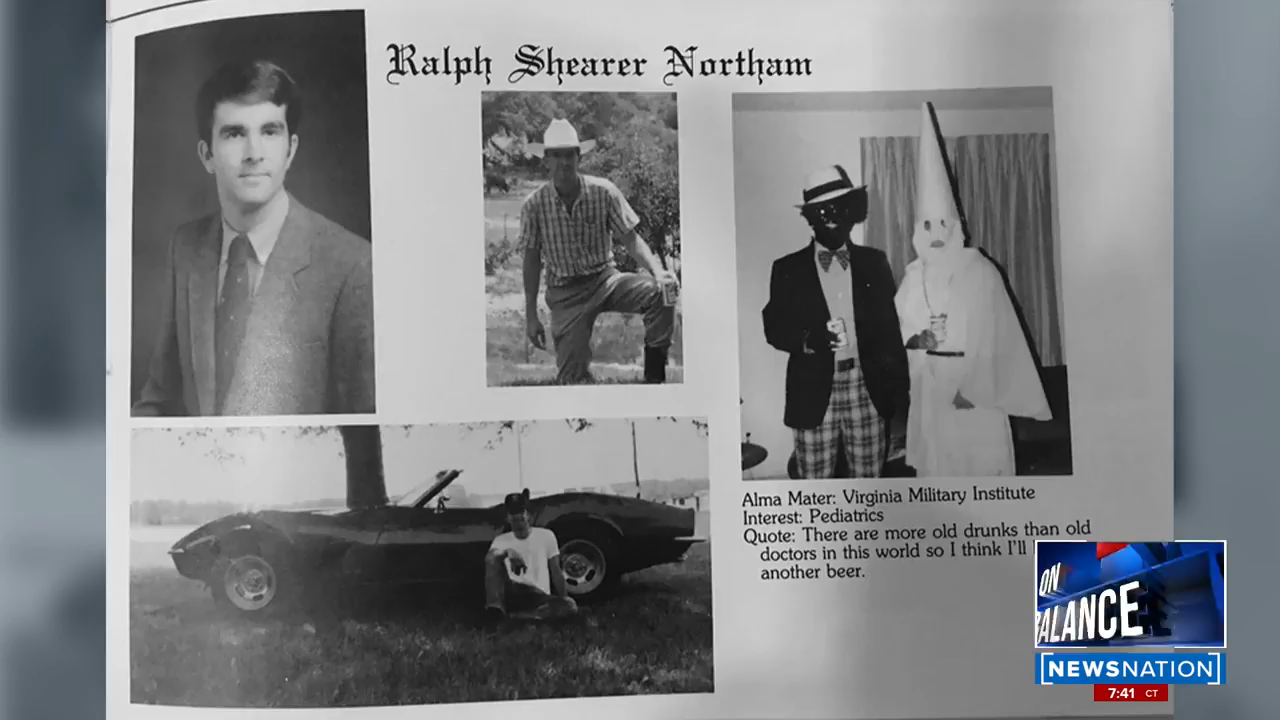 Ralph Shearer Northam
Alma Mater: Virginia Military Institute
Interest: Pediatrics
Quote: There are more old drunks than old
doctors in this world so I think I'll
another beer.
ON
BALANCE
NEWSNATION
7:41 CT